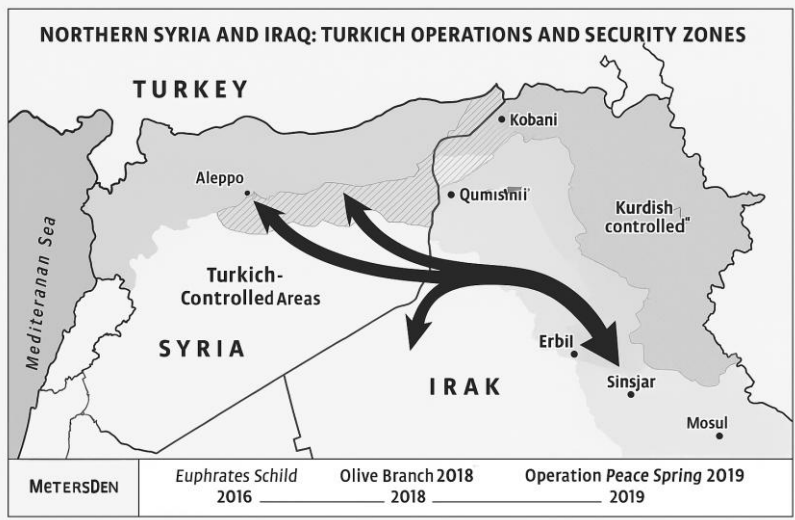 NORTHERN SYRIA AND IRAQ: TURKICH OPERATIONS AND SECURITY ZONES
TURKEY
Kobani
Aleppo
Qumisnii
Kurdish
controlled"
Mediteranan Sea
Turkich-
Controlled Areas
SYRIA
Erbil
IRAK
Sinsjar
Mosul
METERSDEN
Euphrates Schild
2016
Olive Branch 2018
2018
Operation Peace Spring 2019
2019